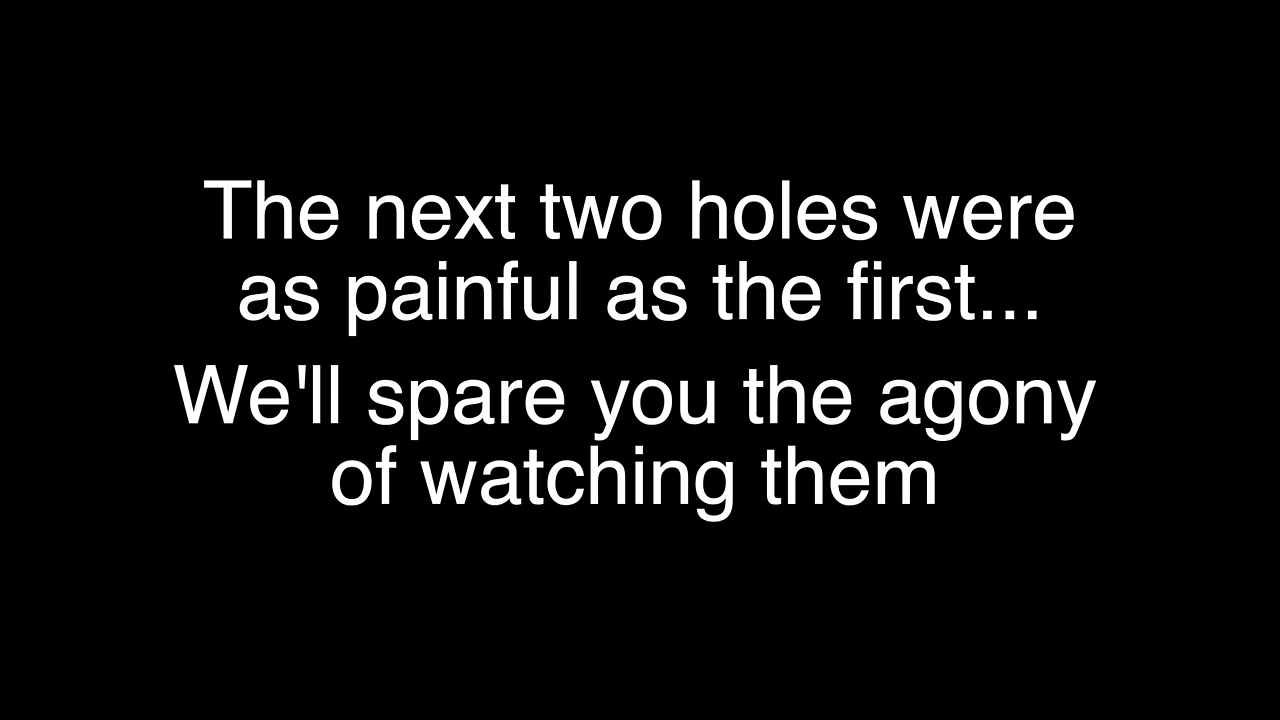 The next two holes were
as painful as the first...
We'll spare you the agony
of watching them